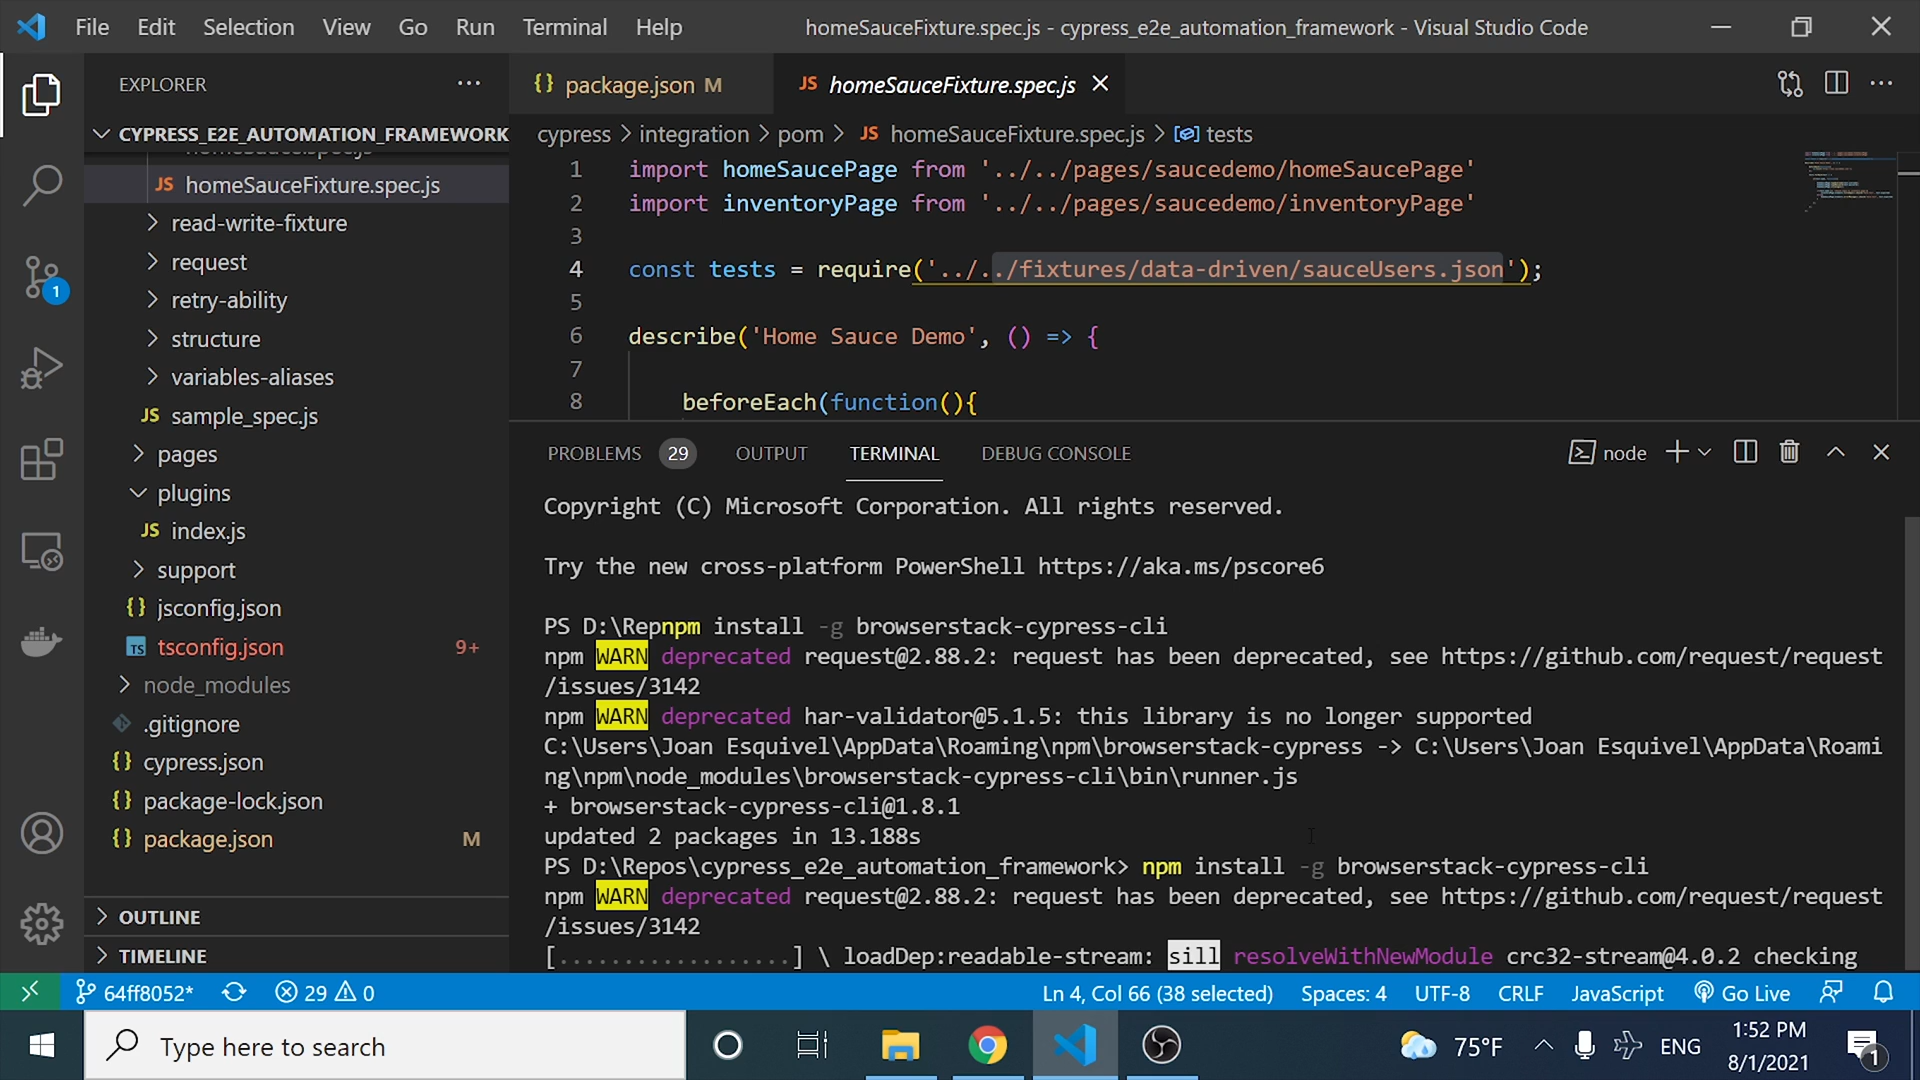 File Edit Selection View Go Run Terminal Help homeSauceFixture.spec.js - cypress_e2e_automation_framework - Visual Studio Code
EXPLORER
CYPRESS_E2E_AUTOMATION_FRAMEWORK
homeSauce.spec.js
JS homeSauceFixture.spec.js
read-write-fixture
request
retry-ability
structure
variables-aliases
JS sample_spec.js
pages
plugins
JS index.js
support
{} jsconfig.json
TS tsconfig.json 9+
node_modules
.gitignore
{} cypress.json
{} package-lock.json
{} package.json M
OUTLINE
TIMELINE
1
{} package.json M JS homeSauceFixture.spec.js
cypress > integration > pom > JS homeSauceFixture.spec.js > tests
1 import homeSaucePage from '../../pages/saucedemo/homeSaucePage'
2 import inventoryPage from '../../pages/saucedemo/inventoryPage'
3
4 const tests = require('../../fixtures/data-driven/sauceUsers.json');
5
6 describe('Home Sauce Demo', () => {
7
8 beforeEach(function(){
PROBLEMS 29 OUTPUT TERMINAL DEBUG CONSOLE node
Copyright (C) Microsoft Corporation. All rights reserved.
Try the new cross-platform PowerShell https://aka.ms/pscore6
PS D:\Repnpm install -g browserstack-cypress-cli
npm WARN deprecated request@2.88.2: request has been deprecated, see https://github.com/request/request
/issues/3142
npm WARN deprecated har-validator@5.1.5: this library is no longer supported
C:\Users\Joan Esquivel\AppData\Roaming\npm\browserstack-cypress -> C:\Users\Joan Esquivel\AppData\Roami
ng\npm\node_modules\browserstack-cypress-cli\bin\runner.js
+ browserstack-cypress-cli@1.8.1
updated 2 packages in 13.188s
PS D:\Repos\cypress_e2e_automation_framework> npm install -g browserstack-cypress-cli
npm WARN deprecated request@2.88.2: request has been deprecated, see https://github.com/request/request
/issues/3142
[..................] \ loadDep:readable-stream: sill resolveWithNewModule crc32-stream@4.0.2 checking
64ff8052* 29 0 Ln 4, Col 66 (38 selected) Spaces: 4 UTF-8 CRLF JavaScript Go Live
Type here to search 75°F ENG 1:52 PM
8/1/2021 1